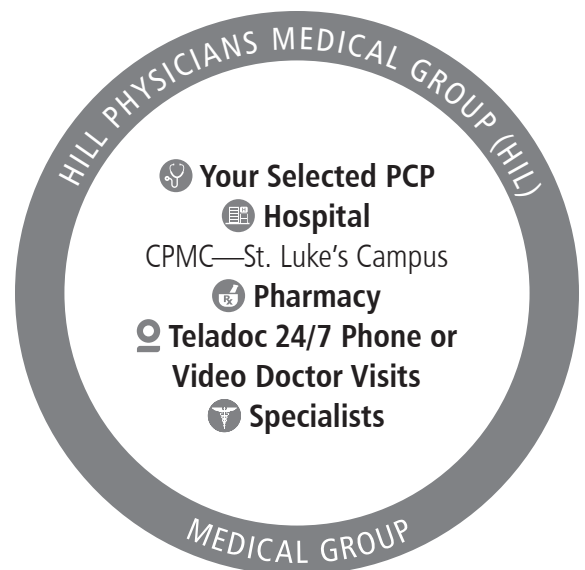 HILL PHYSICIANS MEDICAL GROUP (HIL)
Your Selected PCP
Hospital
CPMC—St. Luke's Campus
Rx Pharmacy
Teladoc 24/7 Phone or
Video Doctor Visits
Specialists
MEDICAL GROUP